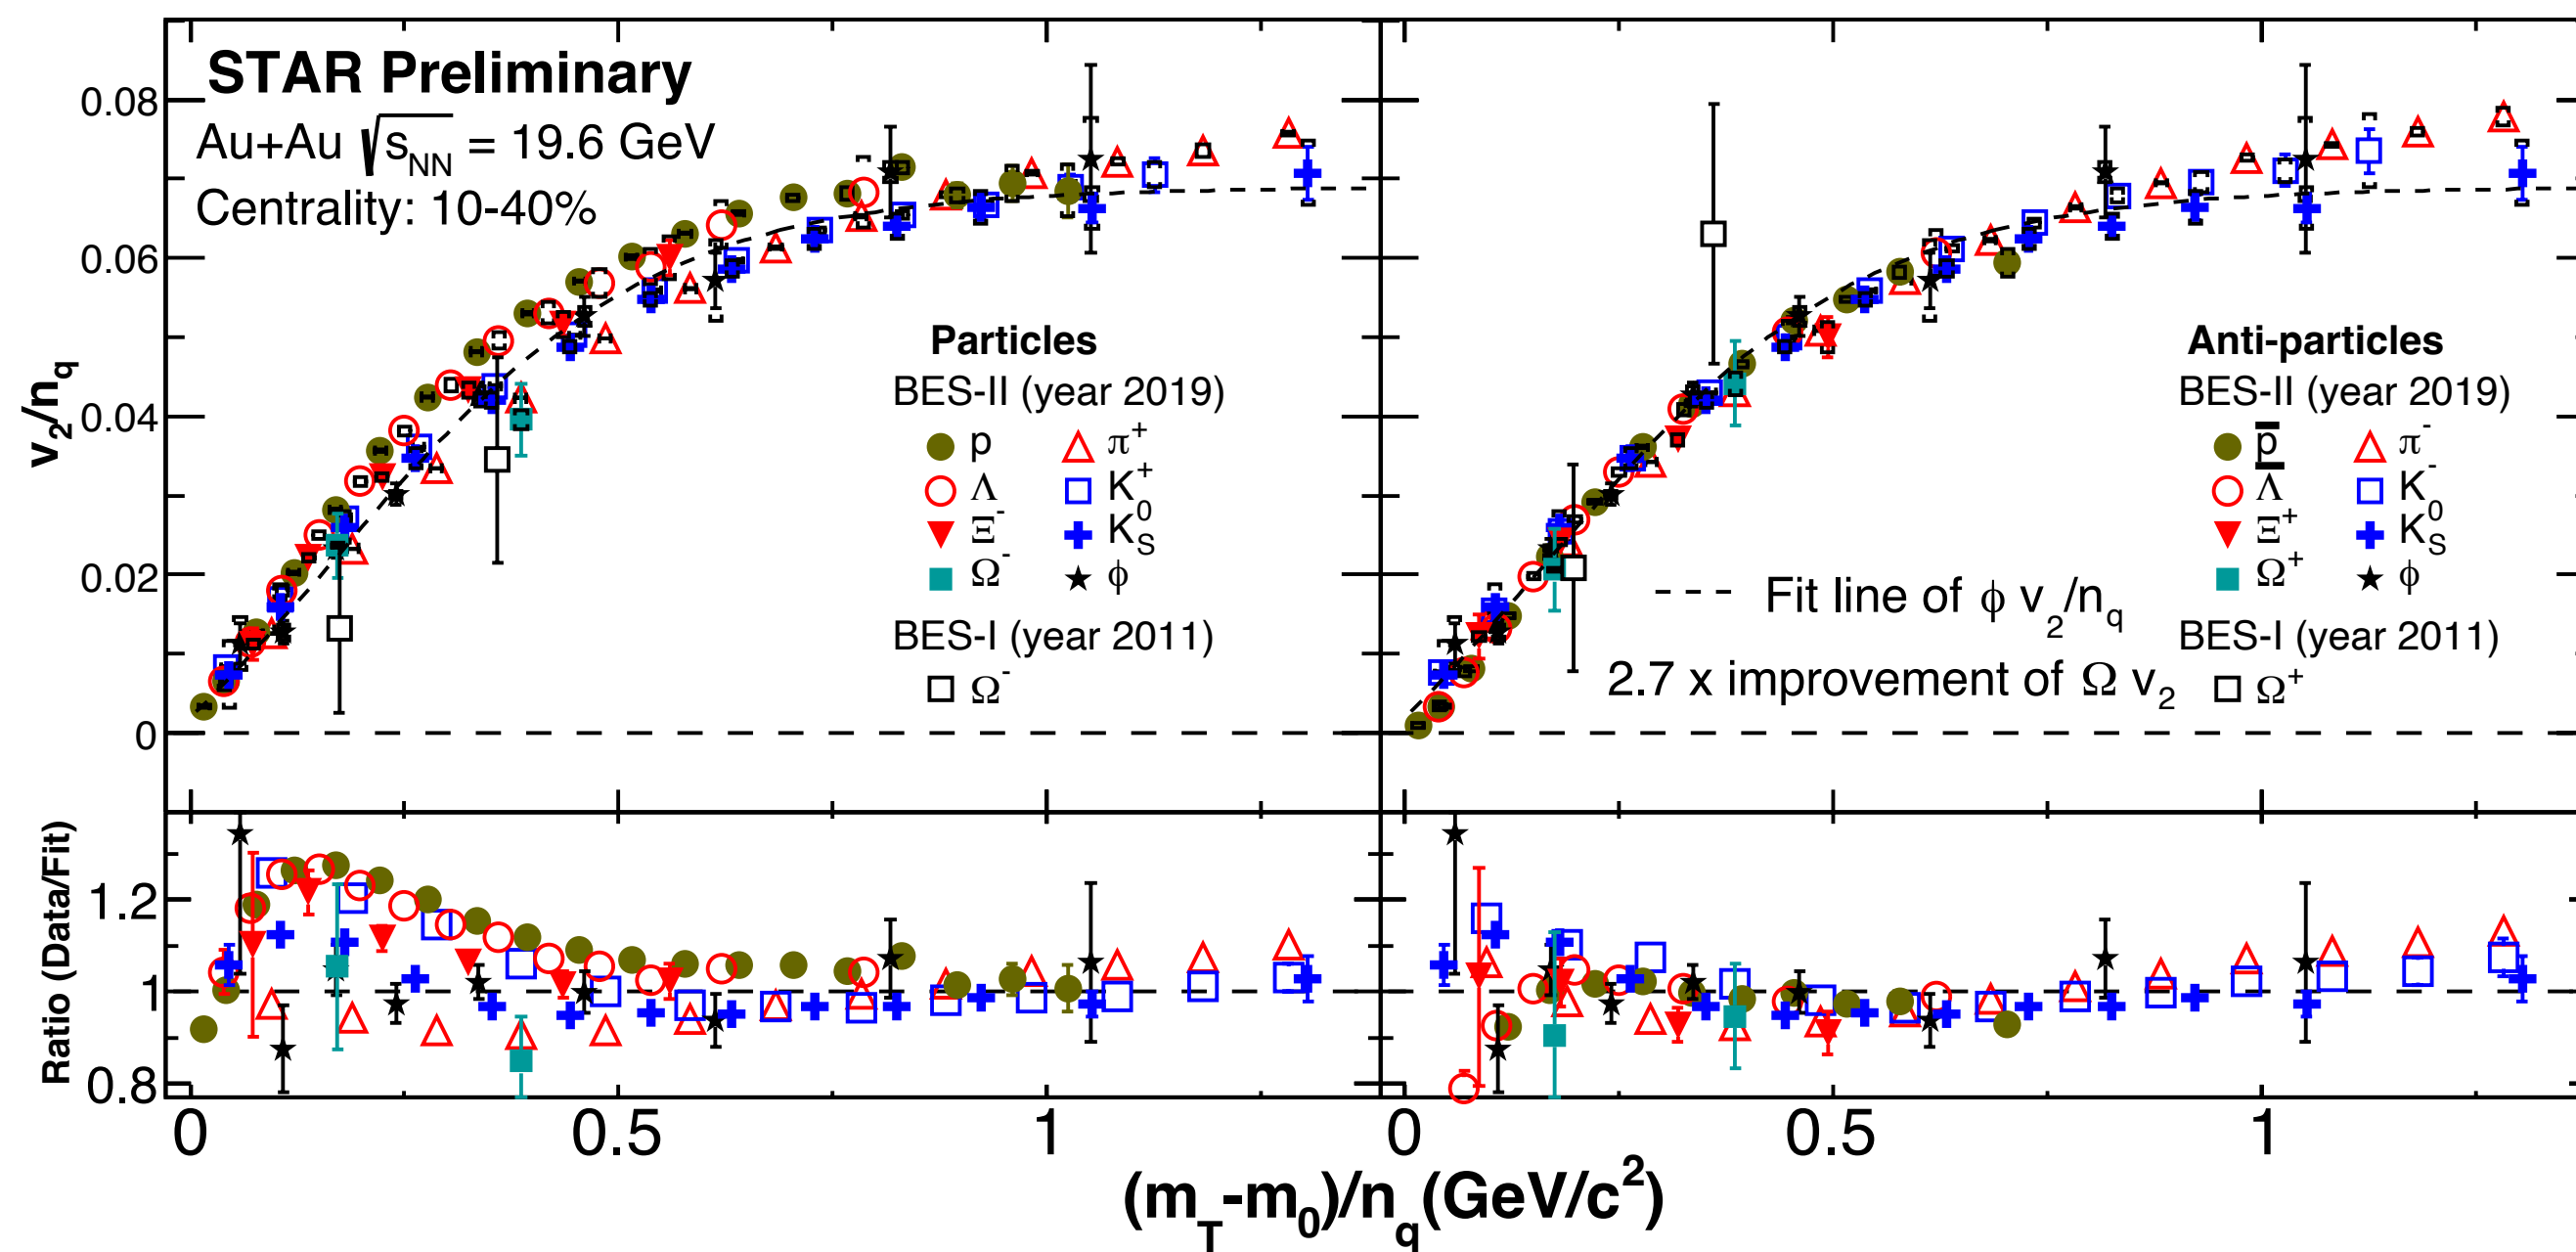 STAR Preliminary
Au+Au √sNN = 19.6 GeV
Centrality: 10-40%
v2/nq
0.08
0.06
0.04
0.02
0
Particles
BES-II (year 2019)
p π+
Λ K+
Ξ- K0S
Ω- ϕ
BES-I (year 2011)
Ω-
Anti-particles
BES-II (year 2019)
p̄ π-
Λ̄ K-
Ξ+ K0S
Ω+ ϕ
BES-I (year 2011)
Ω+
Fit line of ϕ v2/nq
2.7 x improvement of Ω v2
Ratio (Data/Fit)
1.2
1
0.8
0 0.5 1 0 0.5 1
(mT-m0)/nq(GeV/c2)